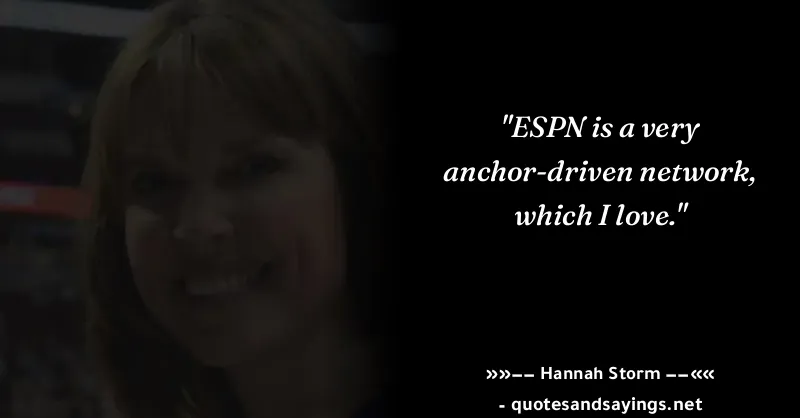 "ESPN is a very
anchor-driven network,
which I love."
»»–– Hannah Storm ––««
- quotesandsayings.net